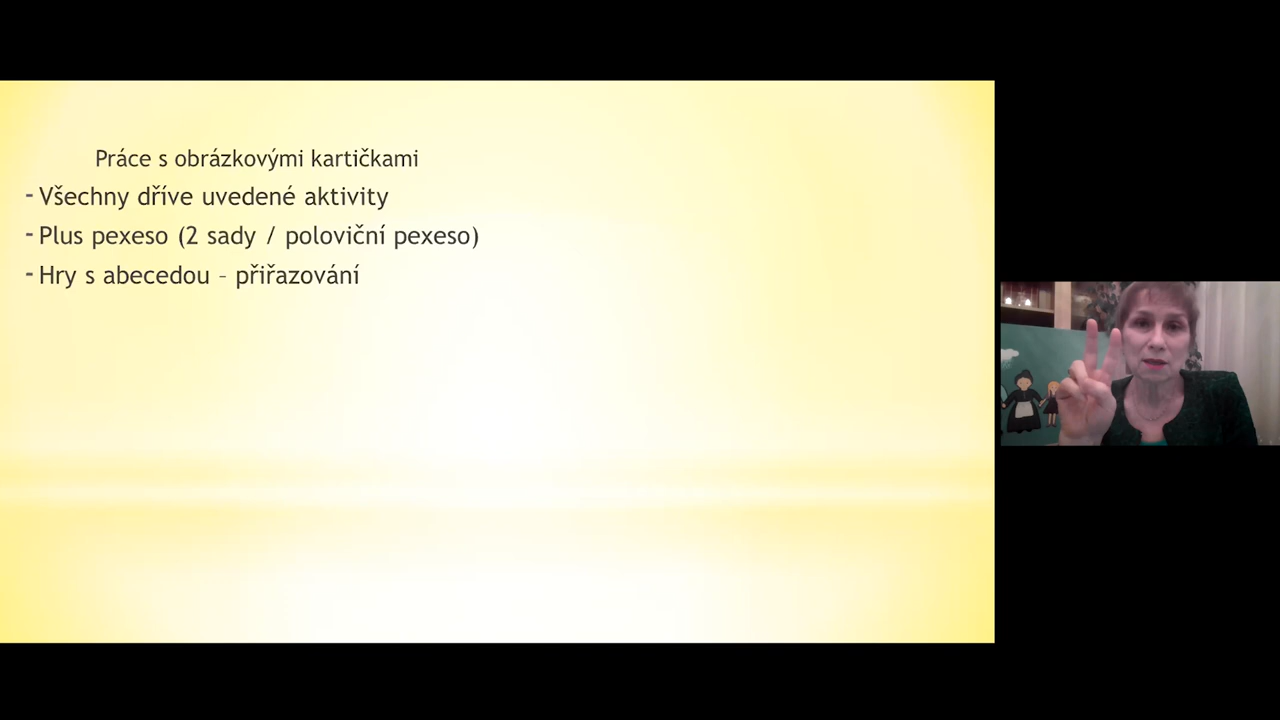 Práce s obrázkovými kartičkami
- Všechny dříve uvedené aktivity
- Plus pexeso (2 sady / poloviční pexeso)
- Hry s abecedou – přiřazování